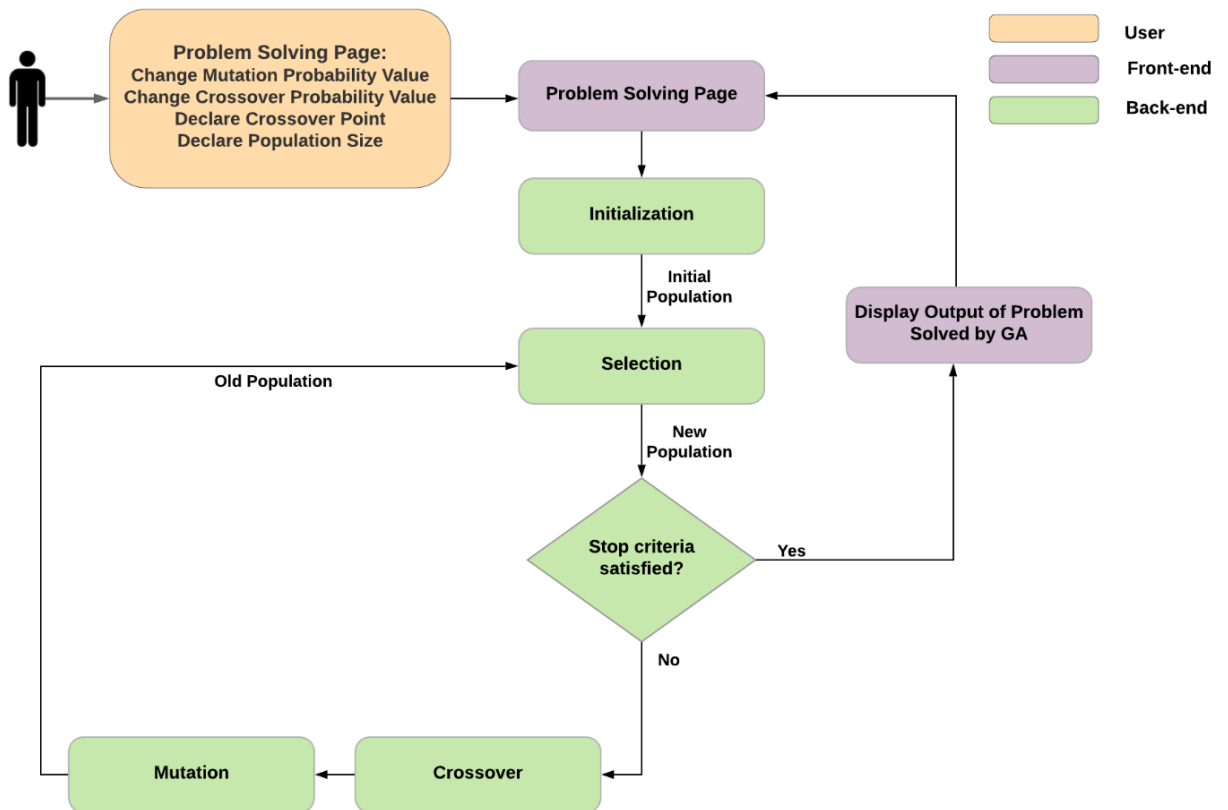 Problem Solving Page:
Change Mutation Probability Value
Change Crossover Probability Value
Declare Crossover Point
Declare Population Size
Problem Solving Page
User
Front-end
Back-end
Initialization
Initial
Population
Display Output of Problem
Solved by GA
Selection
Old Population
New
Population
Stop criteria
satisfied?
Yes
No
Mutation
Crossover